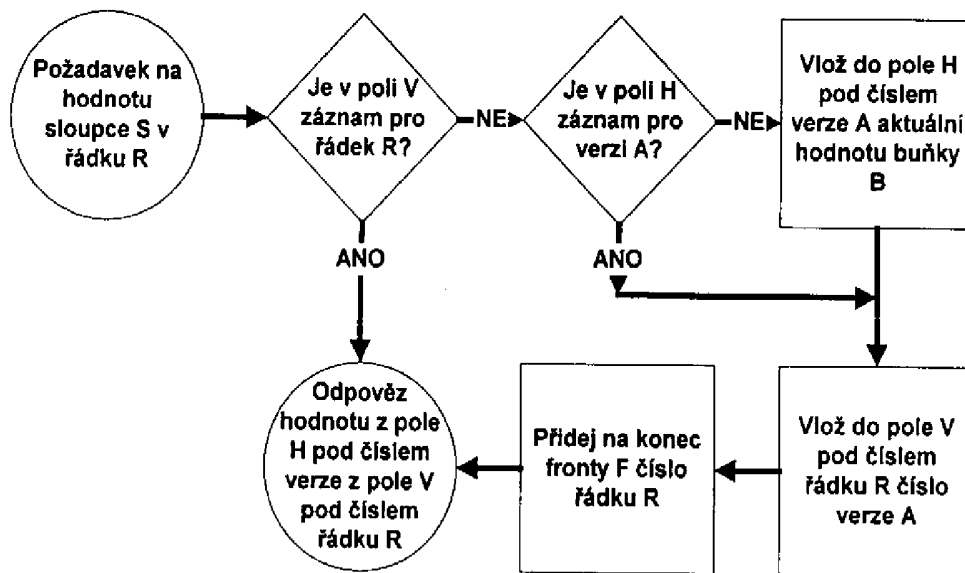 Požadavek na
hodnotu
sloupce S v
řádku R
Je v poli V
záznam pro
řádek R?
NE
Je v poli H
záznam pro
verzi A?
NE
Vlož do pole H
pod číslem
verze A aktuální
hodnotu buňky
B
ANO
ANO
Odpověz
hodnotu z pole
H pod číslem
verze z pole V
pod číslem
řádku R
Přidej na konec
fronty F číslo
řádku R
Vlož do pole V
pod číslem
řádku R číslo
verze A